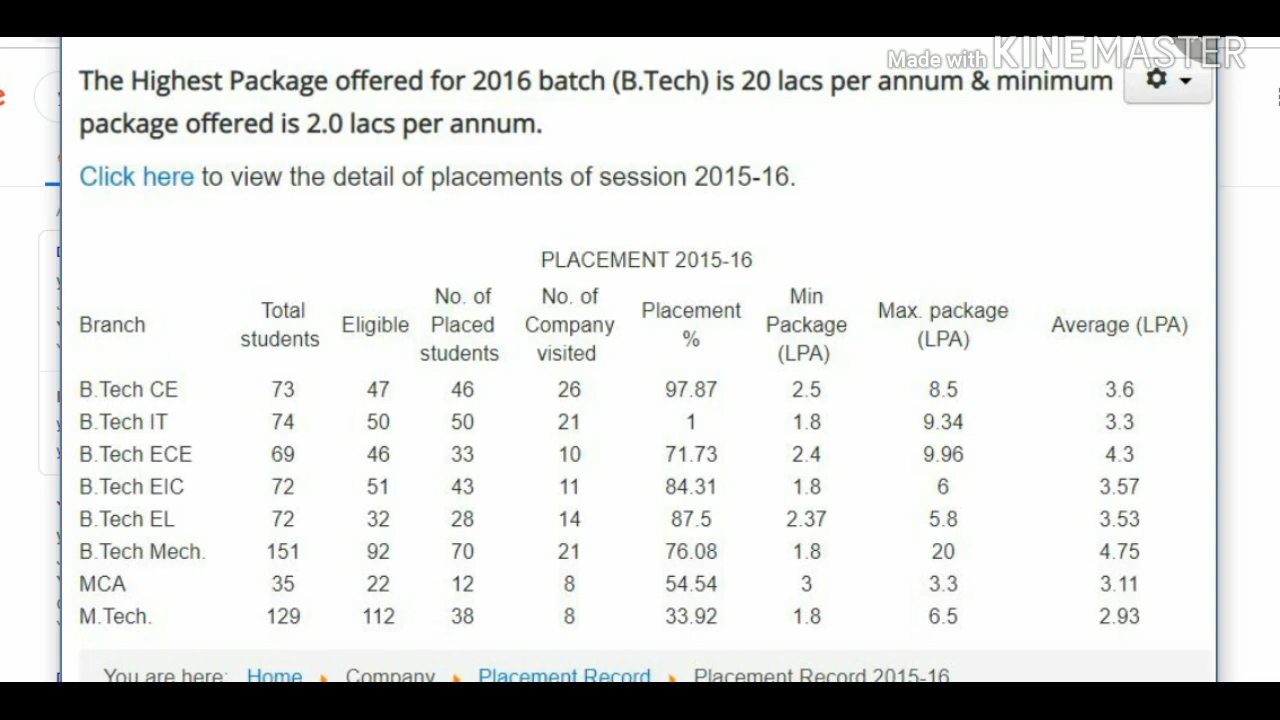 Made with KINEMASTER
The Highest Package offered for 2016 batch (B.Tech) is 20 lacs per annum & minimum
package offered is 2.0 lacs per annum.
Click here to view the detail of placements of session 2015-16.
PLACEMENT 2015-16
Branch Total students Eligible No. of Placed students No. of Company visited Placement % Min Package (LPA) Max. package (LPA) Average (LPA)
B.Tech CE 73 47 46 26 97.87 2.5 8.5 3.6
B.Tech IT 74 50 50 21 1 1.8 9.34 3.3
B.Tech ECE 69 46 33 10 71.73 2.4 9.96 4.3
B.Tech EIC 72 51 43 11 84.31 1.8 6 3.57
B.Tech EL 72 32 28 14 87.5 2.37 5.8 3.53
B.Tech Mech. 151 92 70 21 76.08 1.8 20 4.75
MCA 35 22 12 8 54.54 3 3.3 3.11
M.Tech. 129 112 38 8 33.92 1.8 6.5 2.93
You are here: Home Company Placement Record Placement Record 2015-16